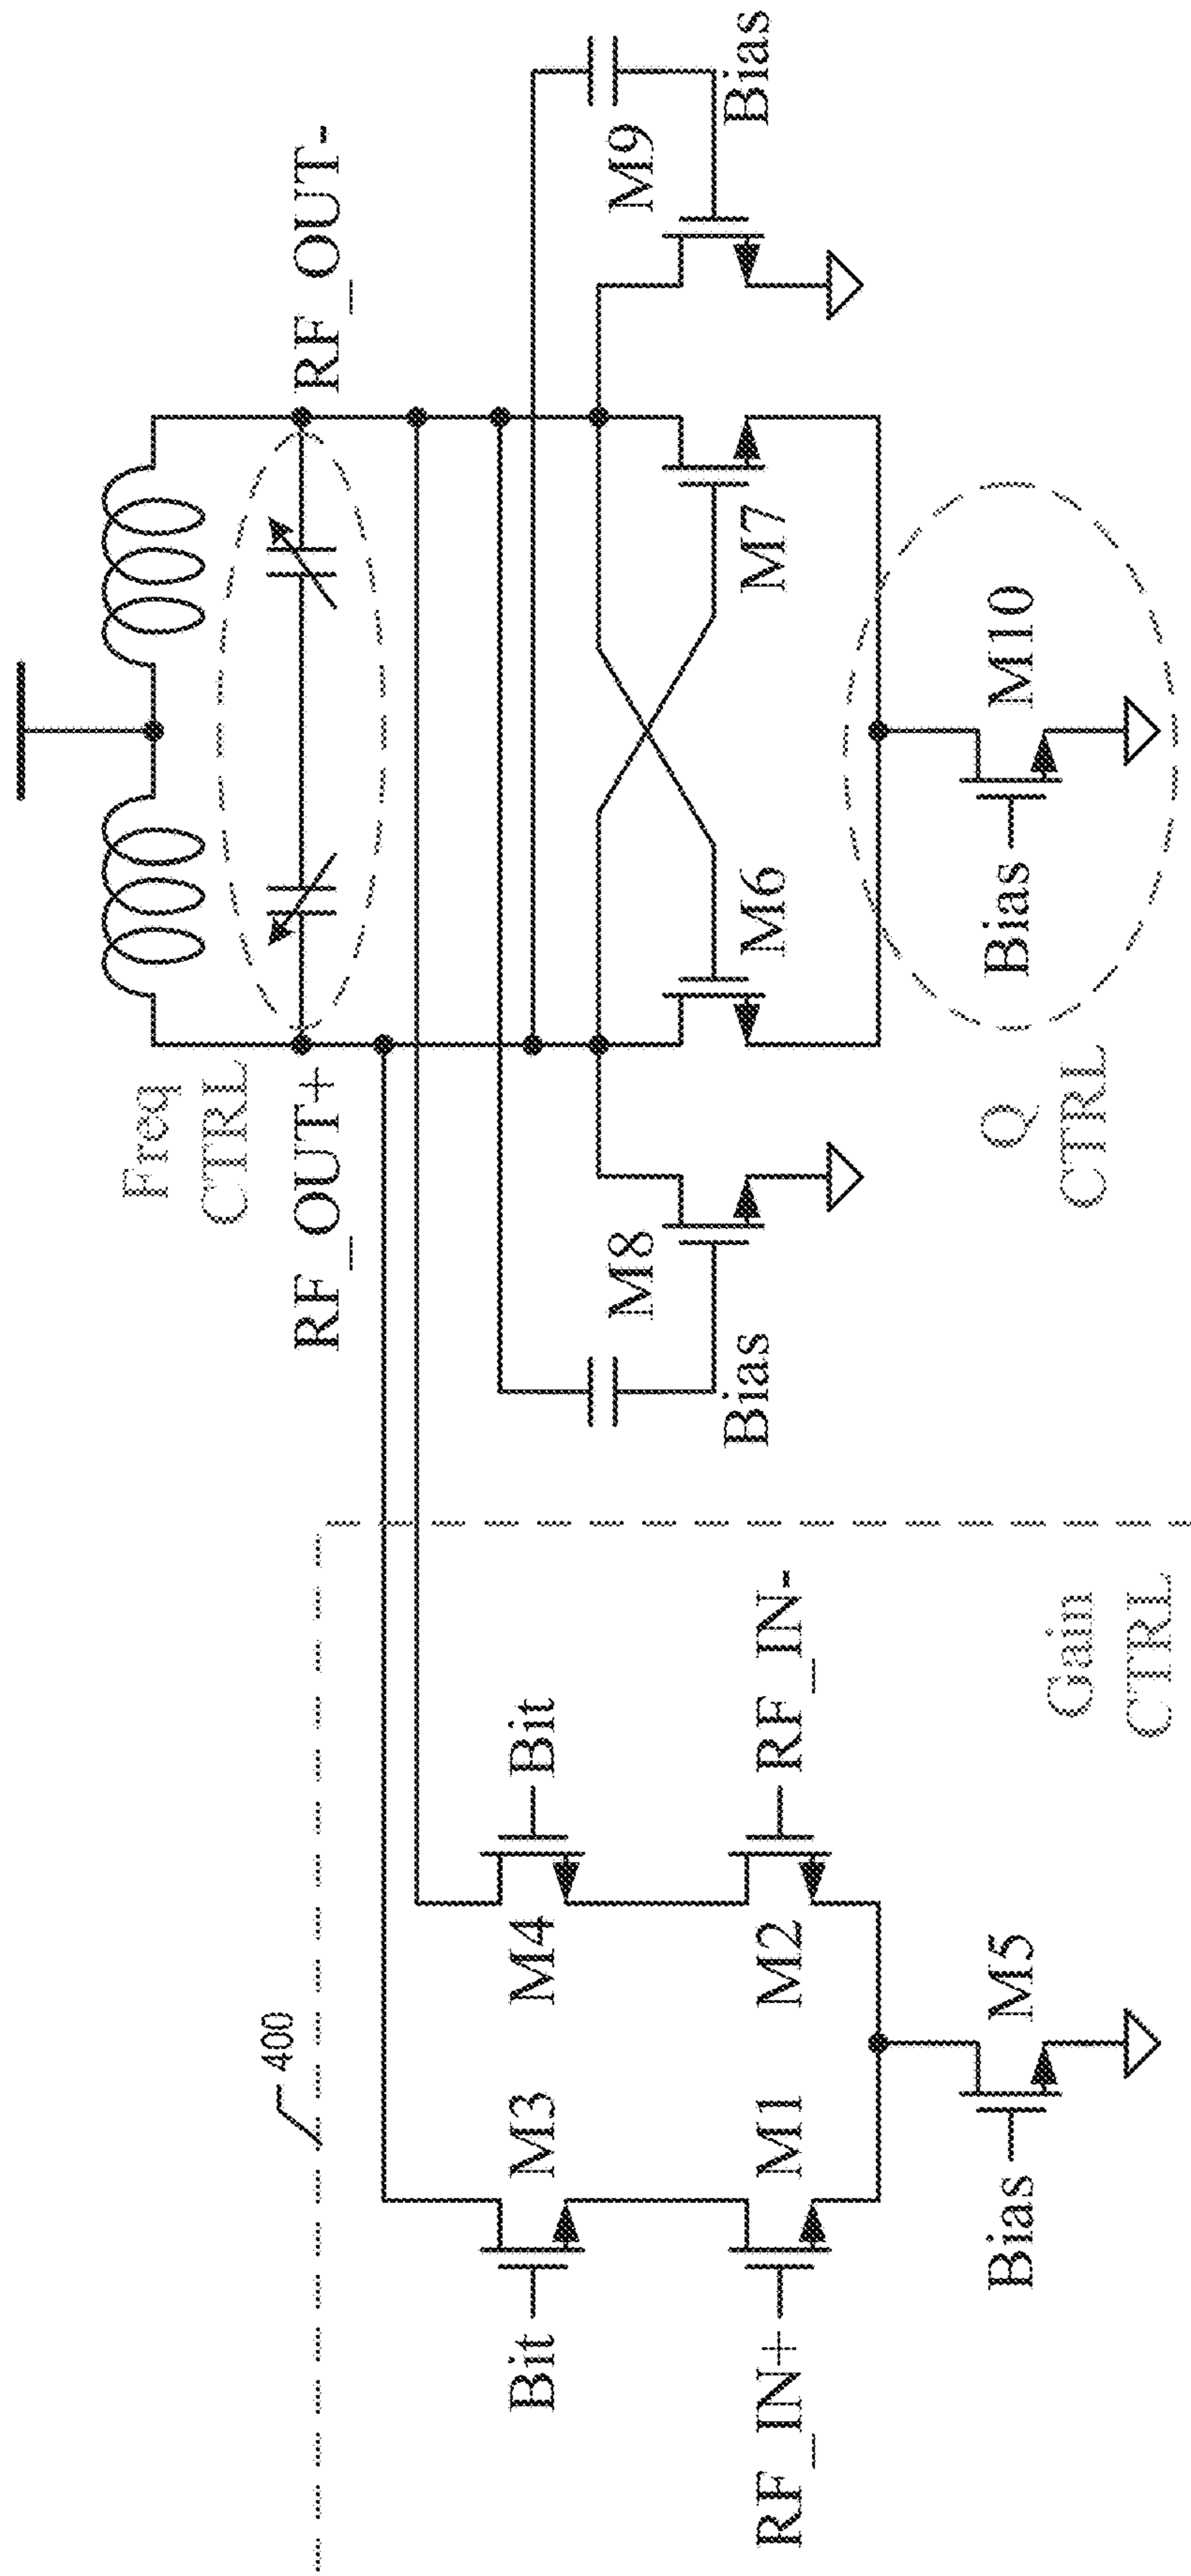 400
Freq
CTRL
RF_OUT+
RF_OUT-
Bit
M3
M4
Bit
M8
Bias
M9
Bias
RF_IN+
M1
M2
RF_IN-
M6
M7
Bias
M5
Gain
CTRL
Q
CTRL
Bias
M10